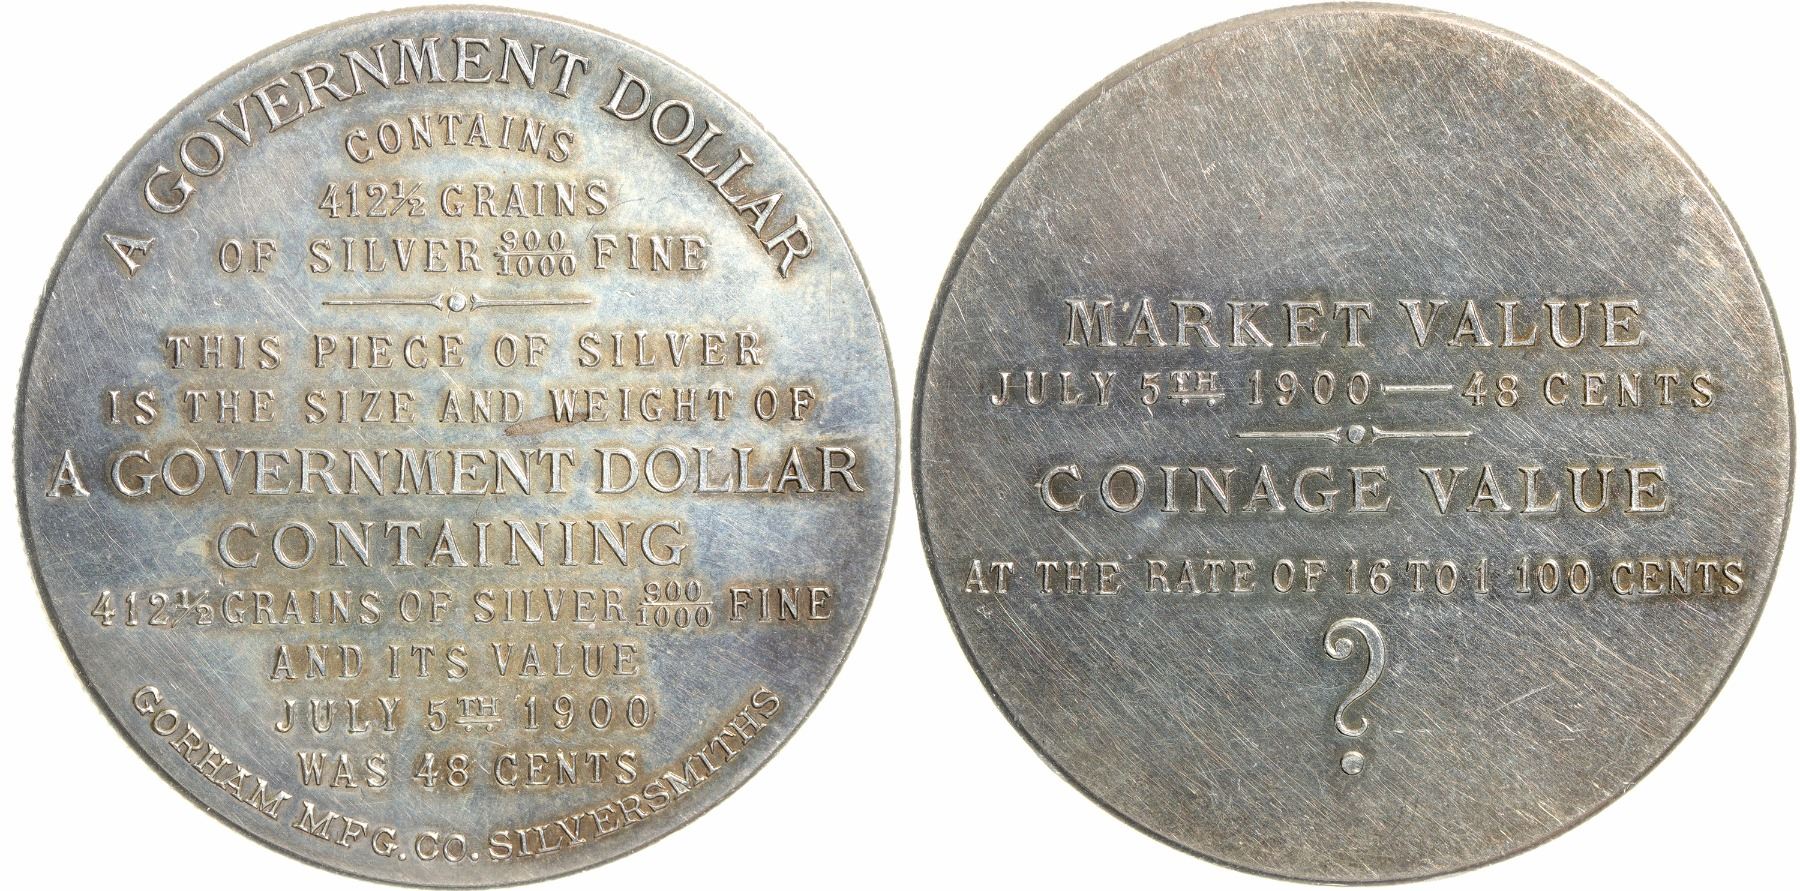 A GOVERNMENT DOLLAR
CONTAINS
412½ GRAINS
OF SILVER 900/1000 FINE
THIS PIECE OF SILVER
IS THE SIZE AND WEIGHT OF
A GOVERNMENT DOLLAR
CONTAINING
412½ GRAINS OF SILVER 900/1000 FINE
AND ITS VALUE
JULY 5TH 1900
WAS 48 CENTS
GORHAM MFG. CO. SILVERSMITHS
MARKET VALUE
JULY 5TH 1900 — 48 CENTS
COINAGE VALUE
AT THE RATE OF 16 TO 1 100 CENTS
?